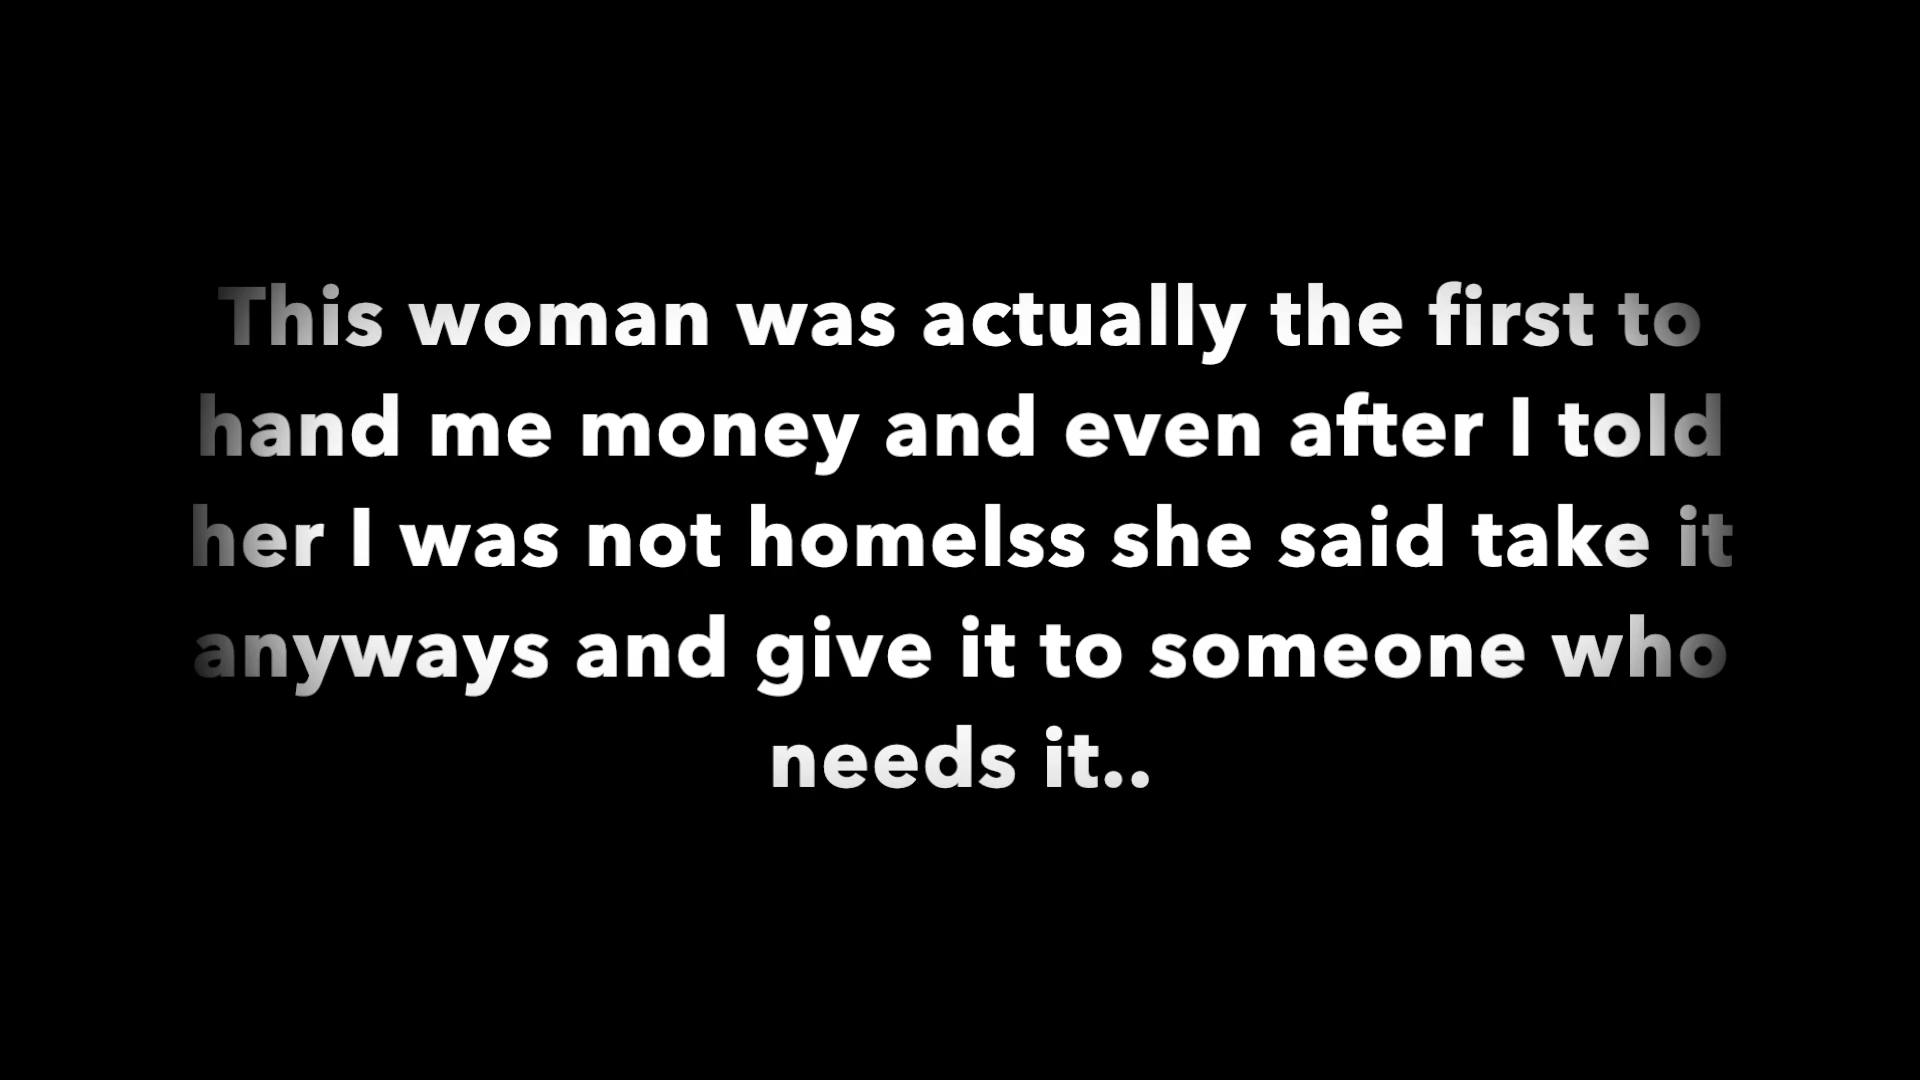 This woman was actually the first to
hand me money and even after I told
her I was not homelss she said take it
anyways and give it to someone who
needs it..